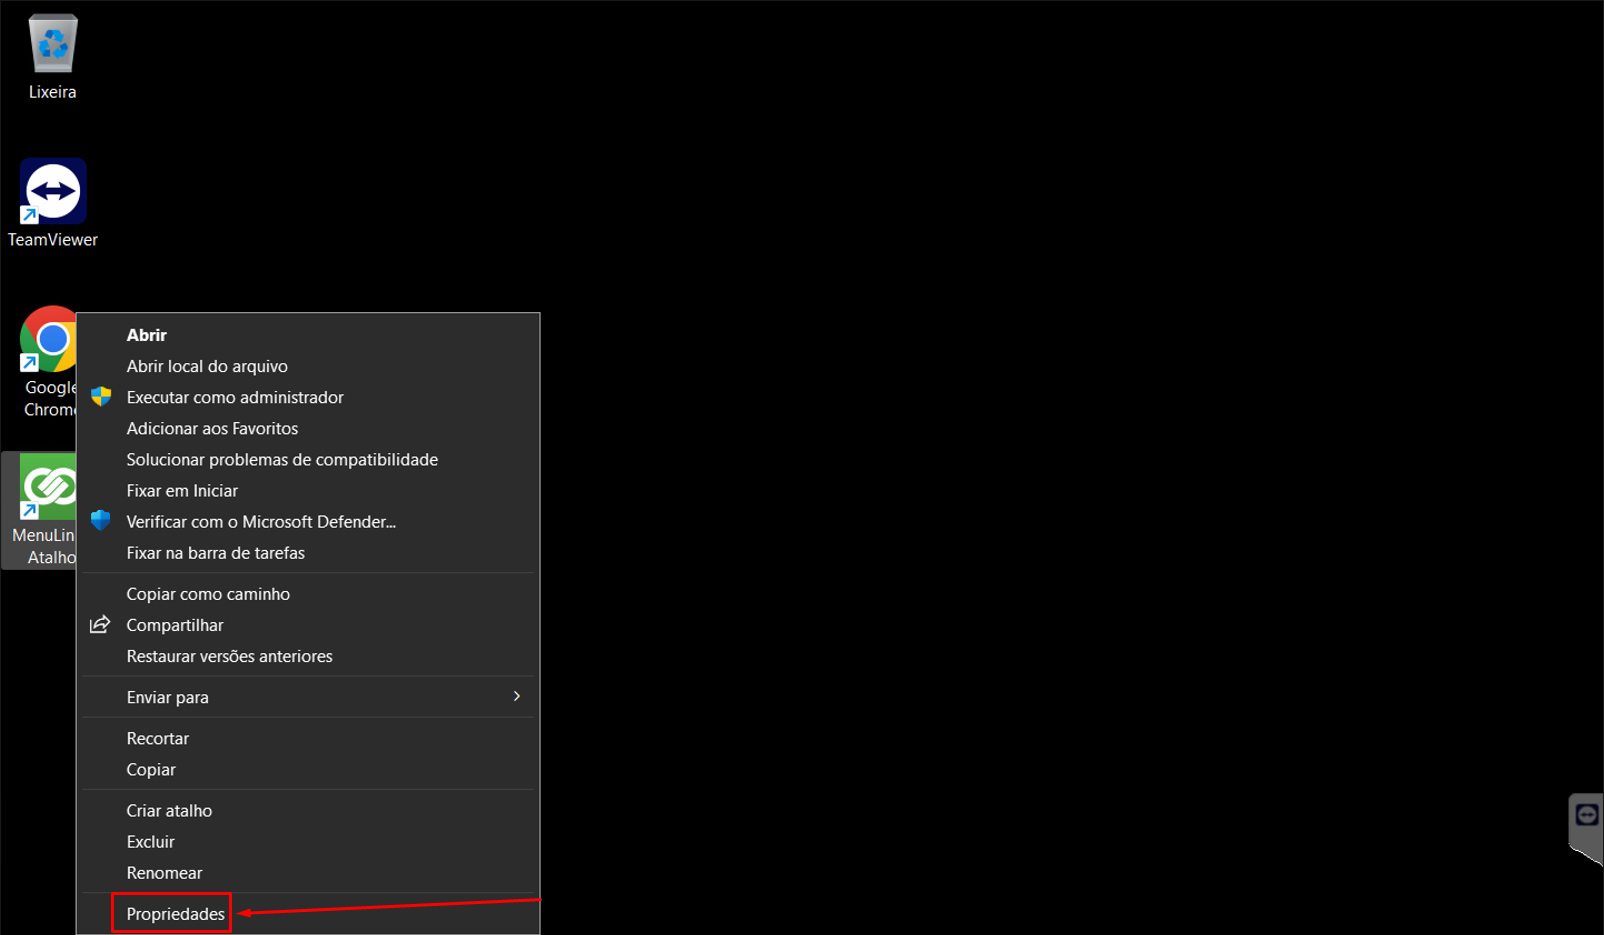 Lixeira
TeamViewer
Google
Chrome
MenuLin
Atalho
Abrir
Abrir local do arquivo
Executar como administrador
Adicionar aos Favoritos
Solucionar problemas de compatibilidade
Fixar em Iniciar
Verificar com o Microsoft Defender...
Fixar na barra de tarefas
Copiar como caminho
Compartilhar
Restaurar versões anteriores
Enviar para
Recortar
Copiar
Criar atalho
Excluir
Renomear
Propriedades